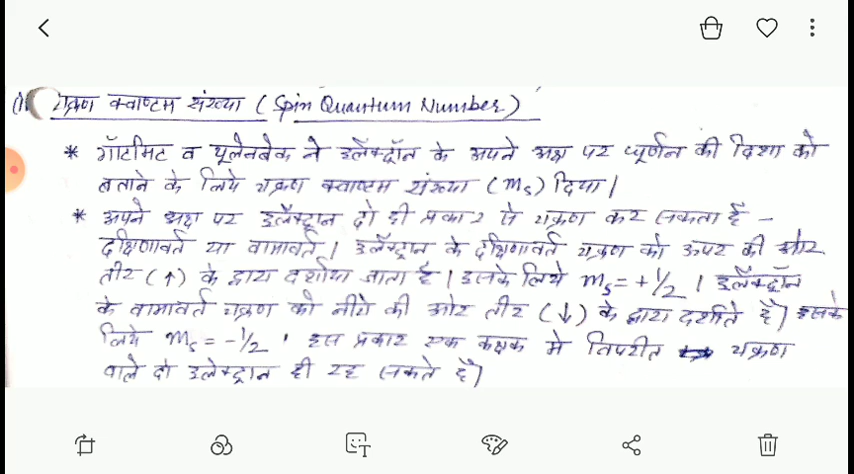 चक्रण क्वाण्टम संख्या (Spin Quantum Number)
* गॉटस्मिट व यूलेनबेक ने इलैक्ट्रॉन के अपने अक्ष पर घूर्णन की दिशा को
बताने के लिये चक्रण क्वाण्टम संख्या (ms) दिया।
* अपने अक्ष पर इलैक्ट्रान दो ही प्रकार से चक्रण कर सकता है -
दक्षिणावर्त या वामावर्त। इलैक्ट्रान के दक्षिणावर्त चक्रण को ऊपर की ओर
तीर (↑) के द्वारा दर्शाया जाता है। इसके लिये ms = +1/2 । इलैक्ट्रॉन
के वामावर्त चक्रण को नीचे की ओर तीर (↓) के द्वारा दर्शाते है। इसके
लिये ms = -1/2 ' इस प्रकार एक कक्षक मे विपरीत चक्रण
वाले दो इलेक्ट्रान ही रह सकते है।